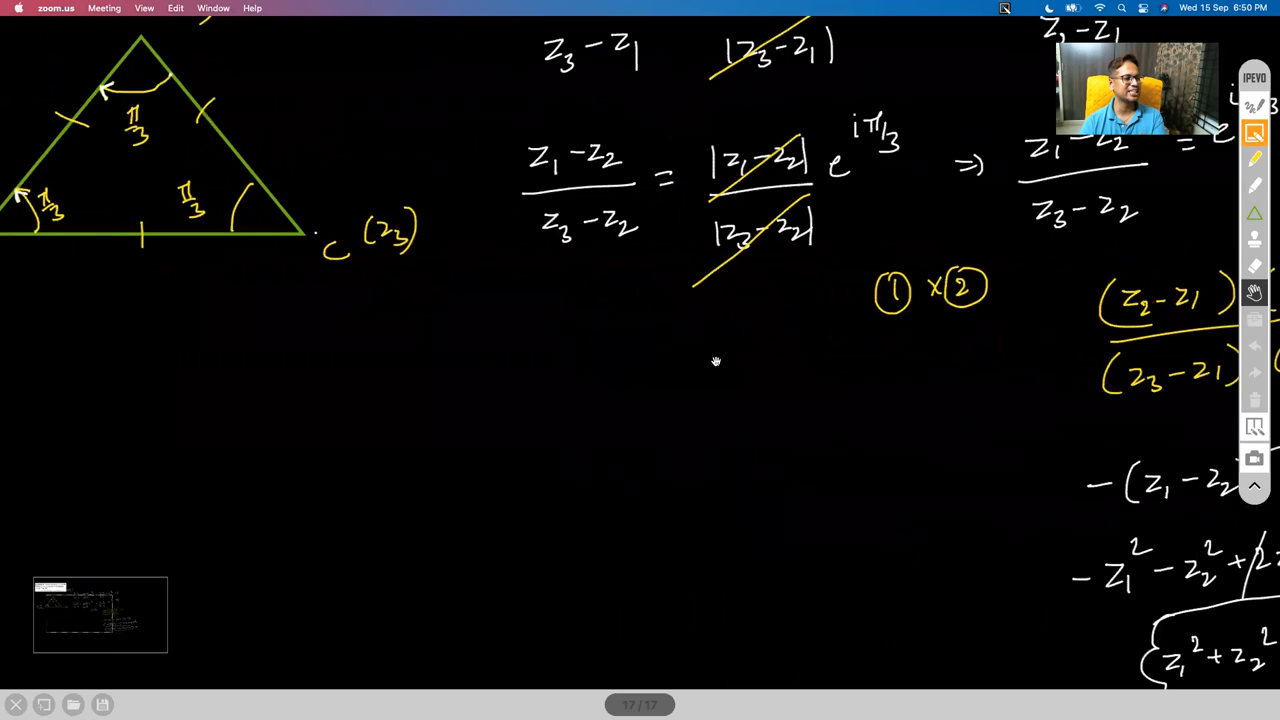 zoom.us Meeting View Edit Window Help Wed 15 Sep 6:50 PM
z3 - z1 |z3 - z1| z1 - z1
π/3
π/3 π/3
C (z3)
z1 - z2 / z3 - z2 = |z1 - z2| / |z3 - z2| e^iπ/3 ⇒ z1 - z2 / z3 - z2 = e
① × ②
(z2 - z1)
(z3 - z1)
- (z1 - z2
- z1² - z2² + 2
z1² + z2²
IPEVO
17 / 17